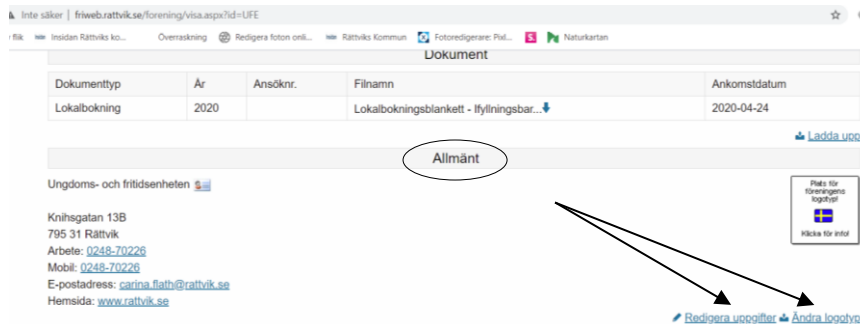 Inte säker | friweb.rattvik.se/forening/visa.aspx?id=UFE
flik Insidan Rättviks ko... Överraskning Redigera foton onli... Rättviks Kommun Fotoredigerare: Pixl... Naturkartan
Dokument
Dokumenttyp År Ansöknr. Filnamn Ankomstdatum
Lokalbokning 2020 Lokalbokningsblankett - Ifyllningsbar... 2020-04-24
Ladda upp
Allmänt
Ungdoms- och fritidsenheten
Plats för
föreningens
logotyp!
Klicka för info!
Knihsgatan 13B
795 31 Rättvik
Arbete: 0248-70226
Mobil: 0248-70226
E-postadress: carina.flath@rattvik.se
Hemsida: www.rattvik.se
Redigera uppgifter Ändra logotyp